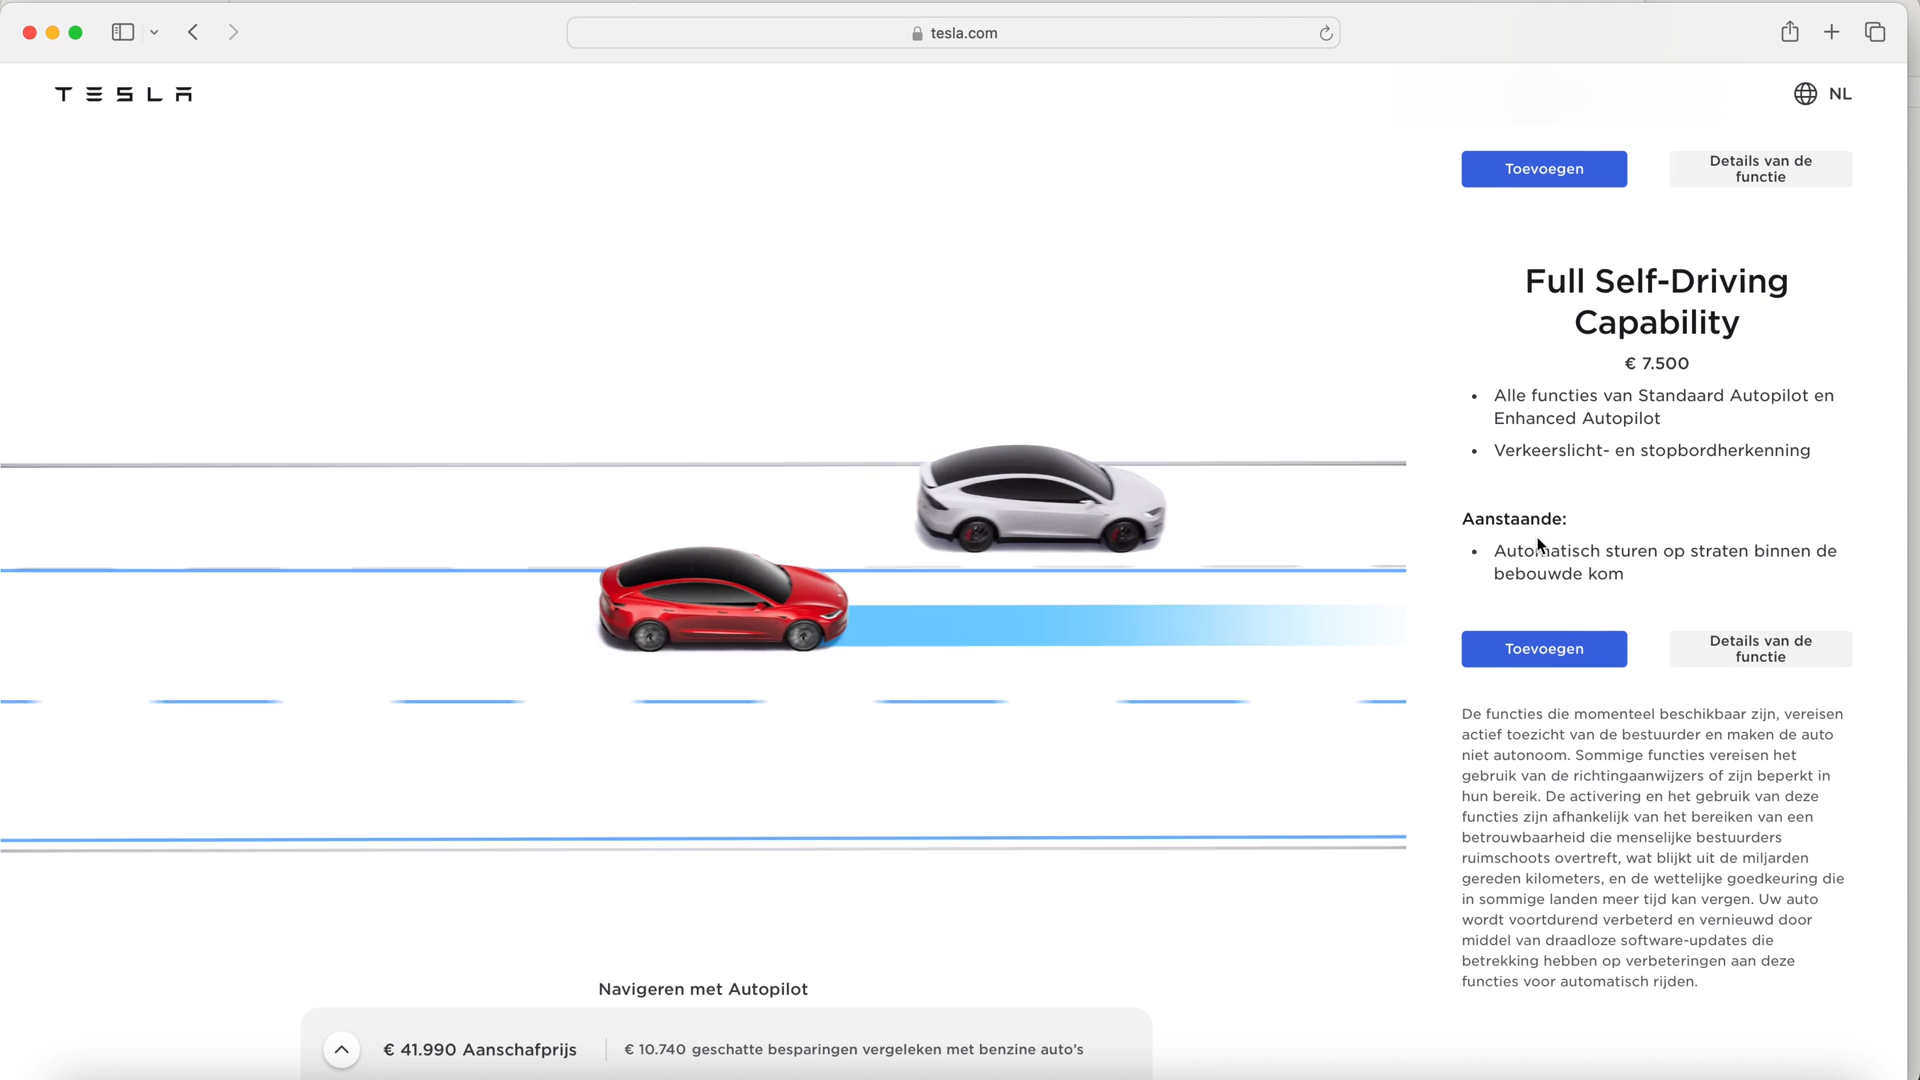 tesla.com
TESLA
NL
Toevoegen
Details van de
functie
Full Self-Driving
Capability
€ 7.500
• Alle functies van Standaard Autopilot en
Enhanced Autopilot
• Verkeerslicht- en stopbordherkenning
Aanstaande:
• Automatisch sturen op straten binnen de
bebouwde kom
Toevoegen
Details van de
functie
De functies die momenteel beschikbaar zijn, vereisen
actief toezicht van de bestuurder en maken de auto
niet autonoom. Sommige functies vereisen het
gebruik van de richtingaanwijzers of zijn beperkt in
hun bereik. De activering en het gebruik van deze
functies zijn afhankelijk van het bereiken van een
betrouwbaarheid die menselijke bestuurders
ruimschoots overtreft, wat blijkt uit de miljarden
gereden kilometers, en de wettelijke goedkeuring die
in sommige landen meer tijd kan vergen. Uw auto
wordt voortdurend verbeterd en vernieuwd door
middel van draadloze software-updates die
betrekking hebben op verbeteringen aan deze
functies voor automatisch rijden.
Navigeren met Autopilot
€ 41.990 Aanschafprijs
€ 10.740 geschatte besparingen vergeleken met benzine auto’s